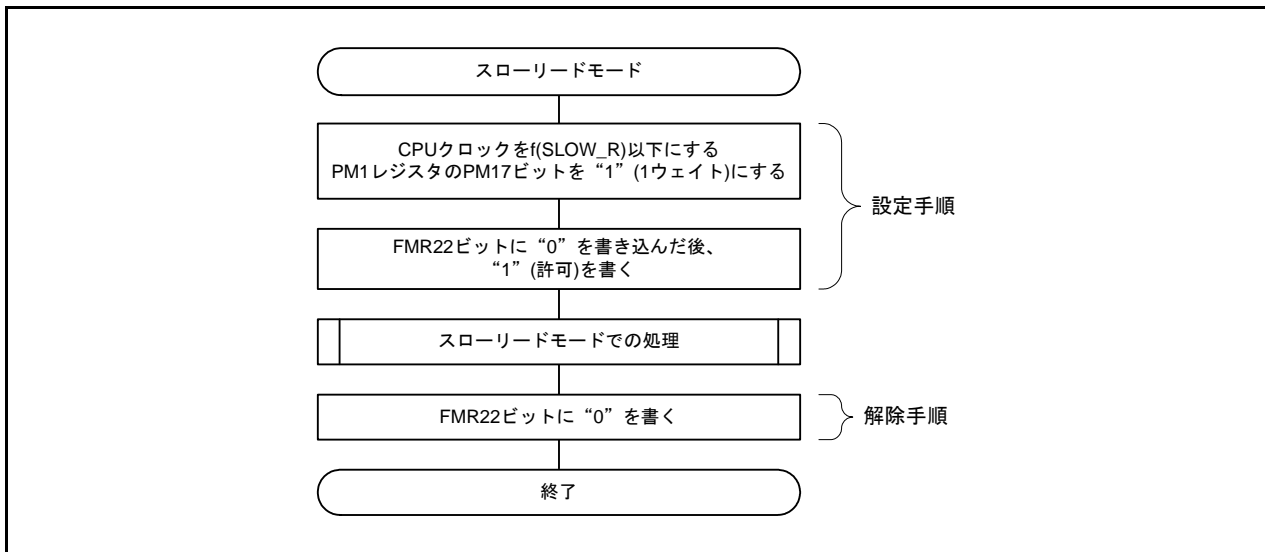 スローリードモード
CPUクロックをf(SLOW_R)以下にする
PM1レジスタのPM17ビットを“1”(1ウェイト)にする
設定手順
FMR22ビットに“0”を書き込んだ後、
“1”(許可)を書く
スローリードモードでの処理
FMR22ビットに“0”を書く
解除手順
終了